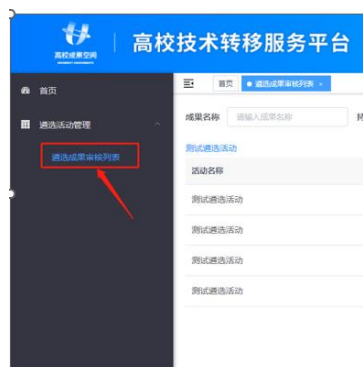 高校成果空间
高校技术转移服务平台
首页
首页
遴选成果审核列表 ×
遴选活动管理
成果名称
请输入成果名称
遴选成果审核列表
测试遴选活动
活动名称
测试遴选活动
测试遴选活动
测试遴选活动
测试遴选活动